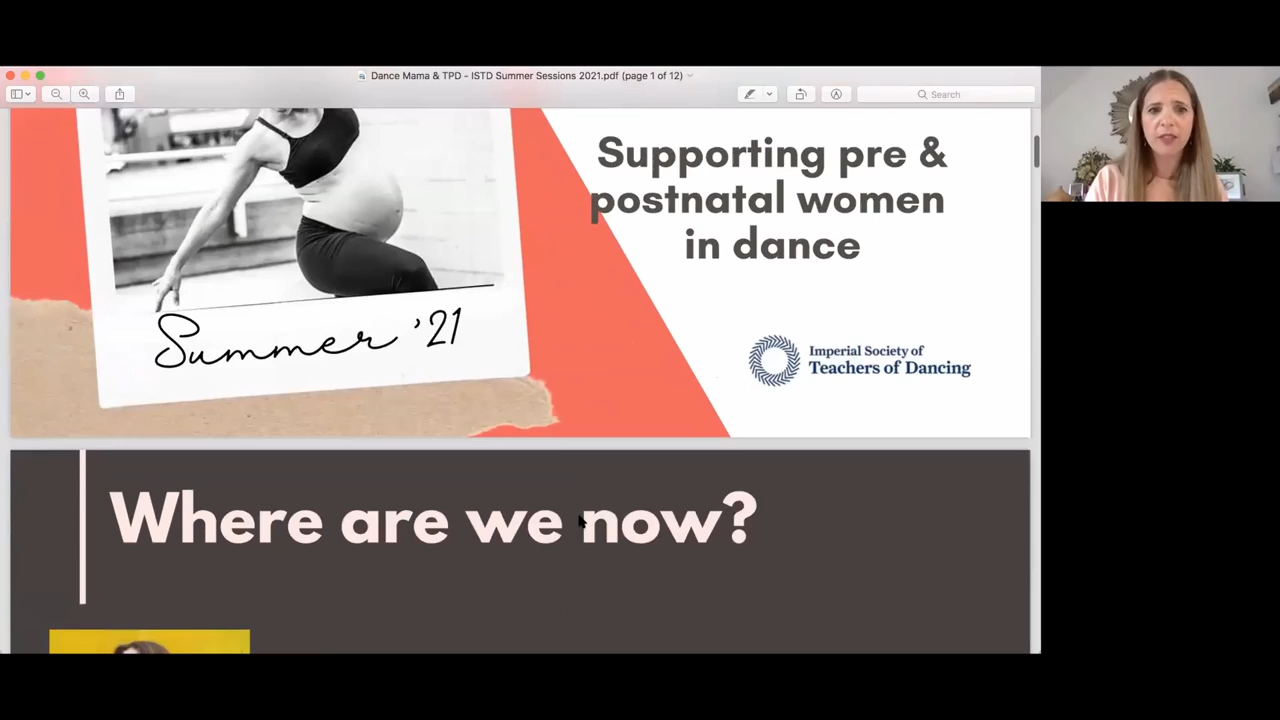 Dance Mama & TPD - ISTD Summer Sessions 2021.pdf (page 1 of 12)
Search
Supporting pre &
postnatal women
in dance
Summer '21
Imperial Society of
Teachers of Dancing
Where are we now?